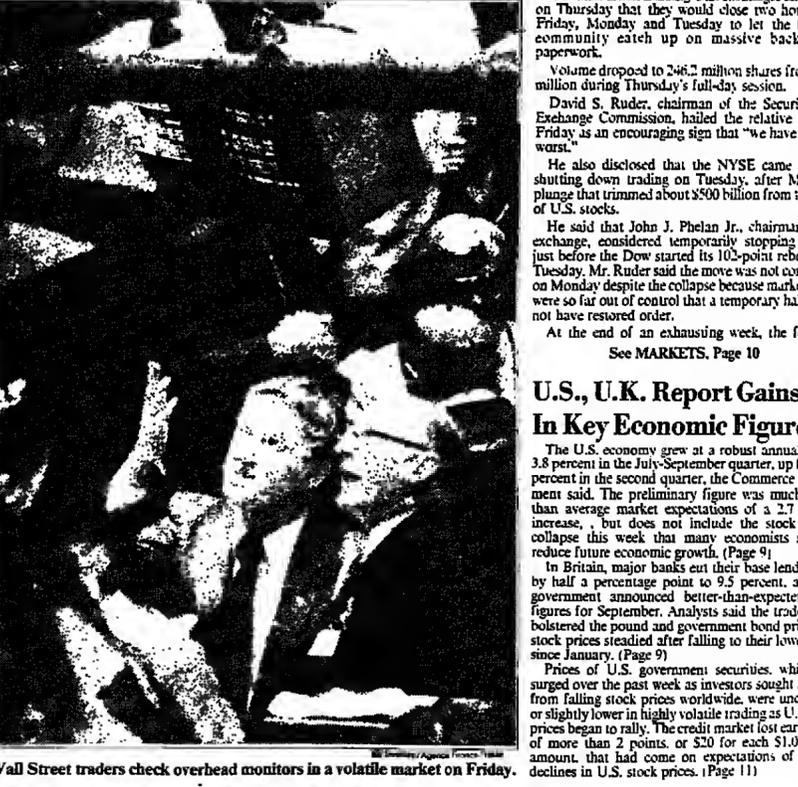 on Thursday that they would close two ho
Friday, Monday and Tuesday to let the
community eatch up on massive back
paperwork.
Volume dropped to 246.2 million shares fr
million during Thursday's full-day session.
David S. Ruder, chairman of the Securi
Exehange Commission, hailed the relative
Friday as an encouraging sign that "we have
worst."
He also disclosed that the NYSE came
shutting down trading on Tuesday, after M
plunge that trimmed about $500 billion from
of U.S. stocks.
He said that John J. Phelan Jr., chairma
exchange, eonsidered temporarily stopping
just before the Dow started its 102-point reb
Tuesday. Mr. Ruder said the move was not co
on Monday despite the collapse because mark
were so far out of control that a temporary ha
not have restored order.
At the end of an exhausting week, the f
See MARKETS, Page 10
U.S., U.K. Report Gains
In Key Economic Figur
The U.S. economy grew at a robust annua
3.8 percent in the July-September quarter, up
percent in the second quarter, the Commerce
ment said. The preliminary figure was much
than average market expectations of a 2.7
increase, , but does not include the stock
collapse this week that many economists
reduce future economic growth. (Page 9)
In Britain, major banks eut their base lend
by half a percentage point to 9.5 percent, a
government announced better-than-expecte
figures for September. Analysts said the trad
bolstered the pound and government bond pri
stock prices steadied after falling to their low
since January. (Page 9)
Prices of U.S. government securities, whi
surged over the past week as investors sought
from falling stock prices worldwide, were un
or slightly lower in highly volatile trading as U.
prices began to rally. The credit market lost ear
of more than 2 points, or $20 for each $1,0
amount, that had come on expectations of
declines in U.S. stock prices. (Page 11)
Wall Street traders check overhead monitors in a volatile market on Friday.